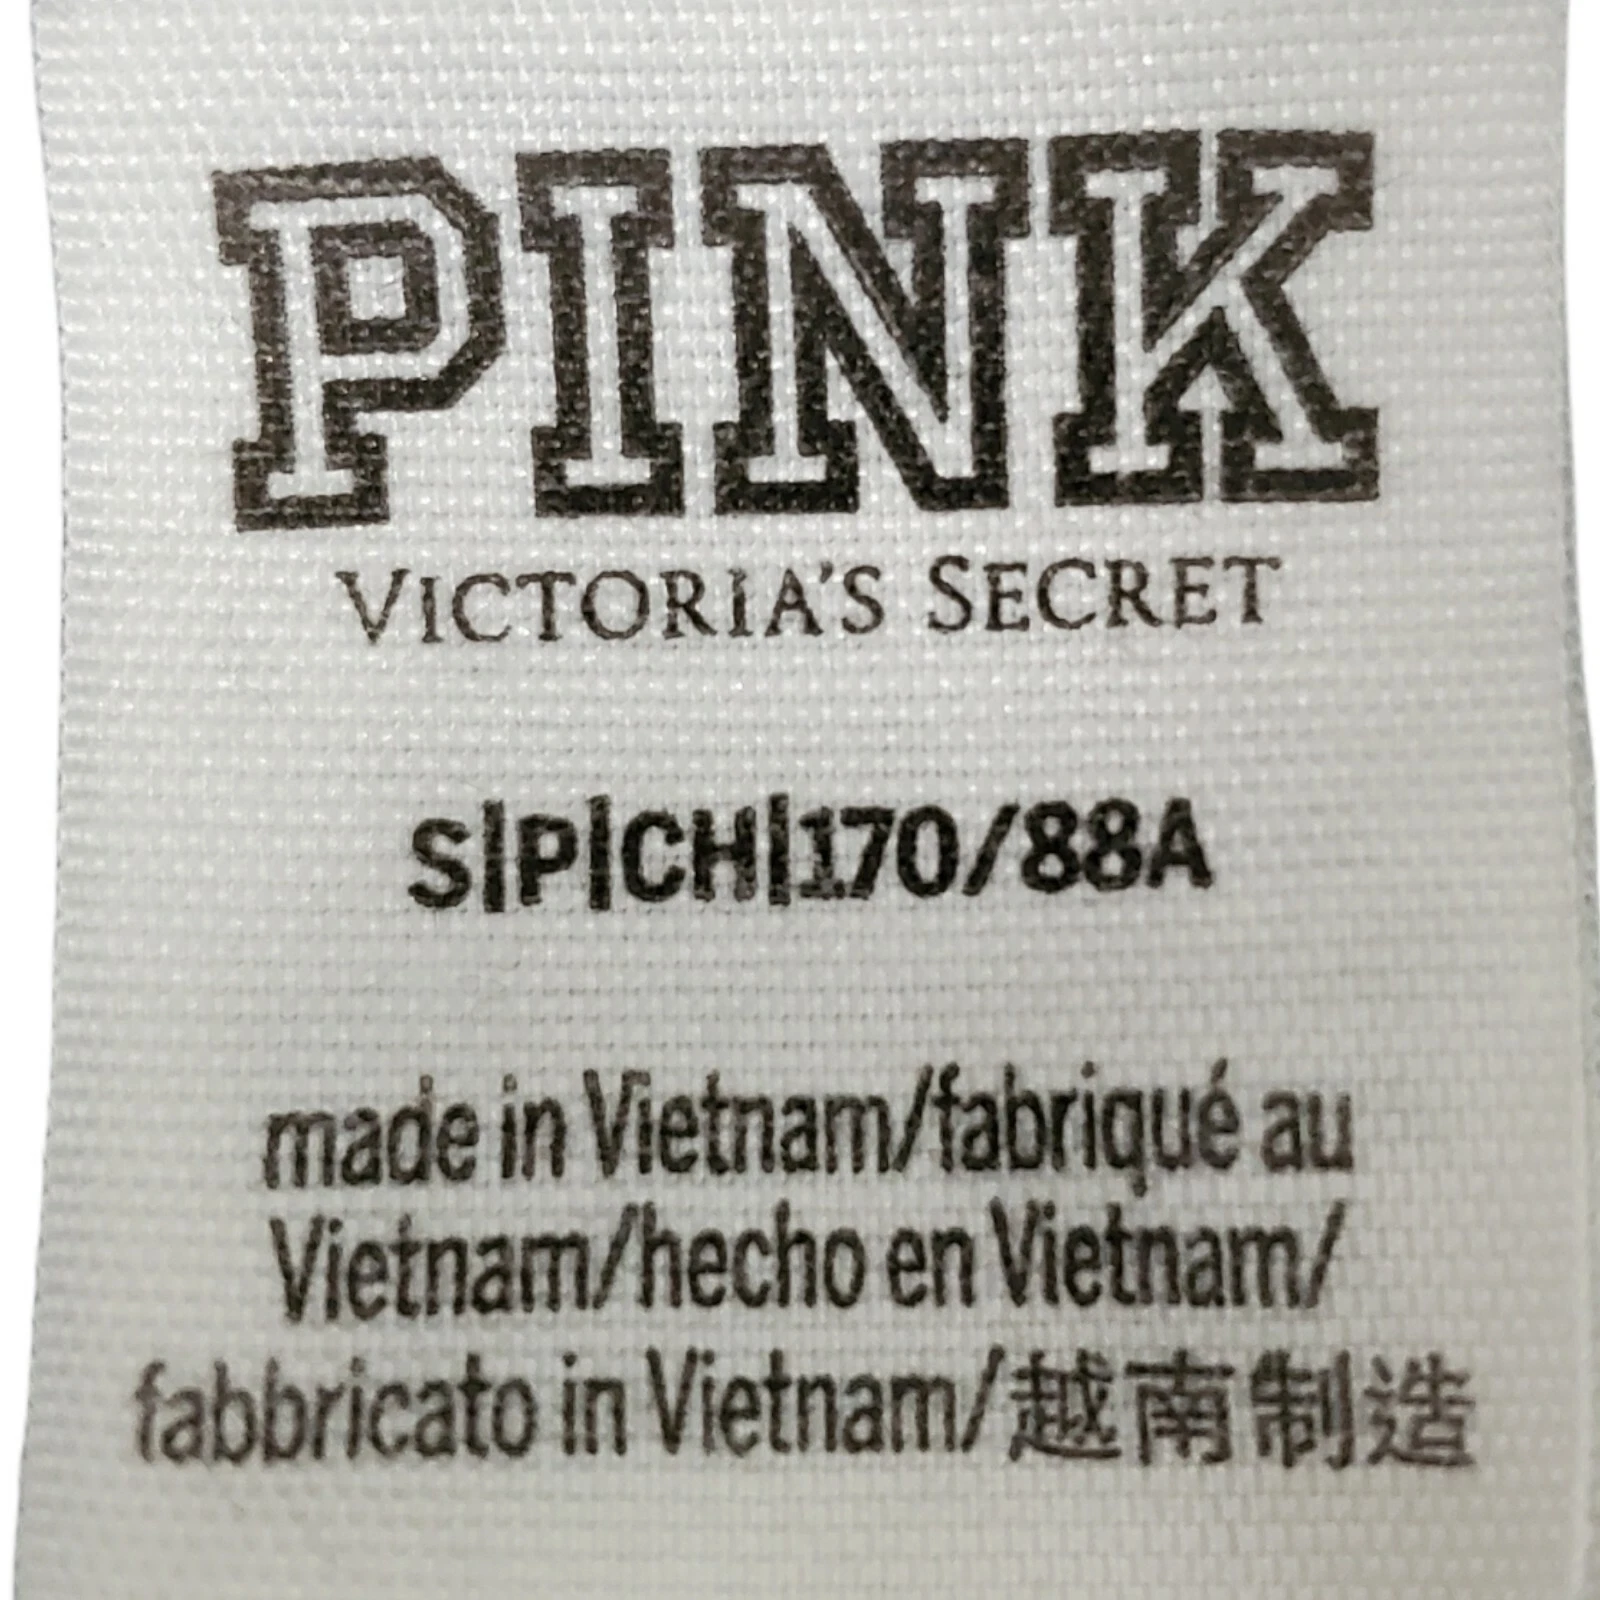 PINK
VICTORIA'S SECRET
S|P|CH|170/88A
made in Vietnam/fabriqué au
Vietnam/hecho en Vietnam/
fabbricato in Vietnam/越南制造